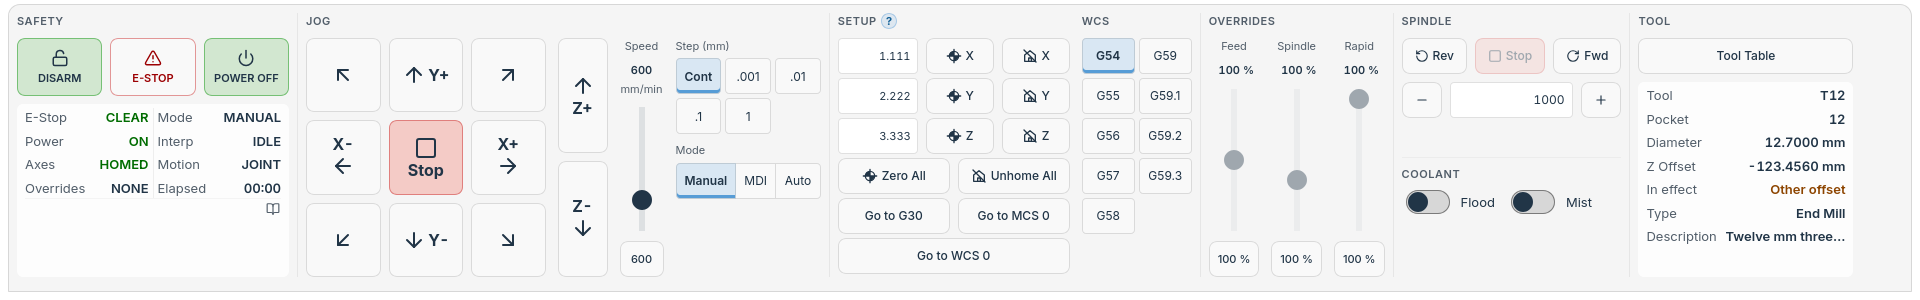 SAFETY
DISARM
E-STOP
POWER OFF
E-Stop CLEAR Mode MANUAL
Power ON Interp IDLE
Axes HOMED Motion JOINT
Overrides NONE Elapsed 00:00
JOG
Y+
X-
Stop
X+
Y-
Z+
Z-
Speed
600
mm/min
600
Step (mm)
Cont .001 .01
.1 1
Mode
Manual MDI Auto
SETUP ?
1.111 X X
2.222 Y Y
3.333 Z Z
Zero All Unhome All
Go to G30 Go to MCS 0
Go to WCS 0
WCS
G54 G59
G55 G59.1
G56 G59.2
G57 G59.3
G58
OVERRIDES
Feed Spindle Rapid
100 % 100 % 100 %
100 % 100 % 100 %
SPINDLE
Rev Stop Fwd
− 1000 +
COOLANT
Flood Mist
TOOL
Tool Table
Tool T12
Pocket 12
Diameter 12.7000 mm
Z Offset -123.4560 mm
In effect Other offset
Type End Mill
Description Twelve mm three...